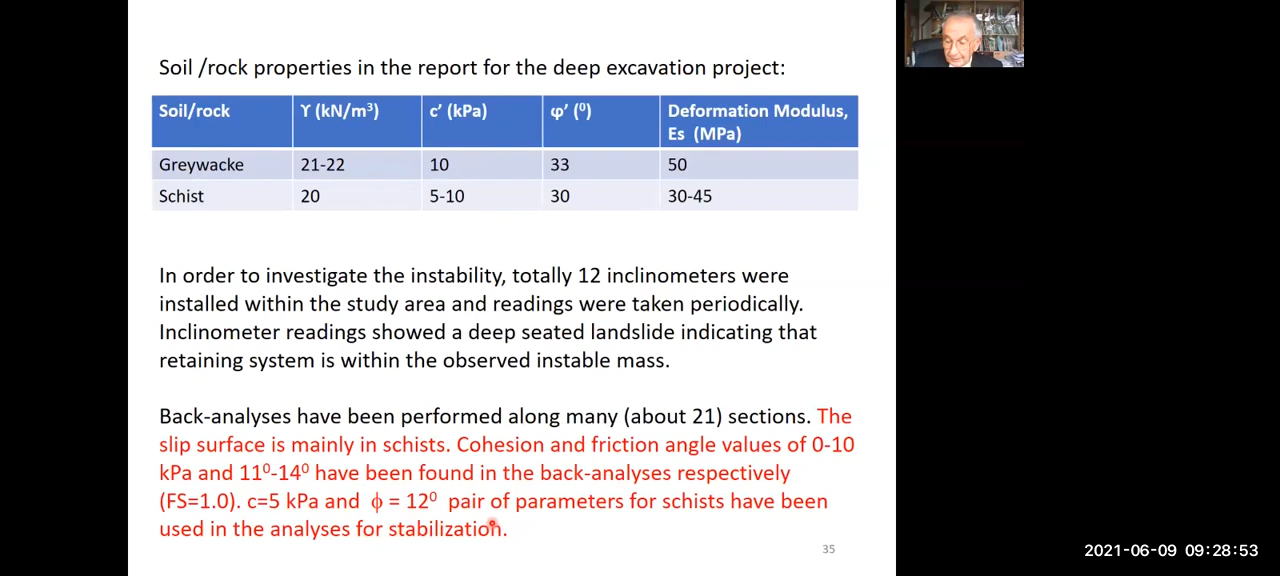 Soil /rock properties in the report for the deep excavation project:
Soil/rock ϒ (kN/m³) c’ (kPa) φ’ (⁰) Deformation Modulus, Es (MPa)
Greywacke 21-22 10 33 50
Schist 20 5-10 30 30-45
In order to investigate the instability, totally 12 inclinometers were
installed within the study area and readings were taken periodically.
Inclinometer readings showed a deep seated landslide indicating that
retaining system is within the observed instable mass.
Back-analyses have been performed along many (about 21) sections. The
slip surface is mainly in schists. Cohesion and friction angle values of 0-10
kPa and 11⁰-14⁰ have been found in the back-analyses respectively
(FS=1.0). c=5 kPa and ϕ = 12⁰ pair of parameters for schists have been
used in the analyses for stabilization.
35
2021-06-09 09:28:53